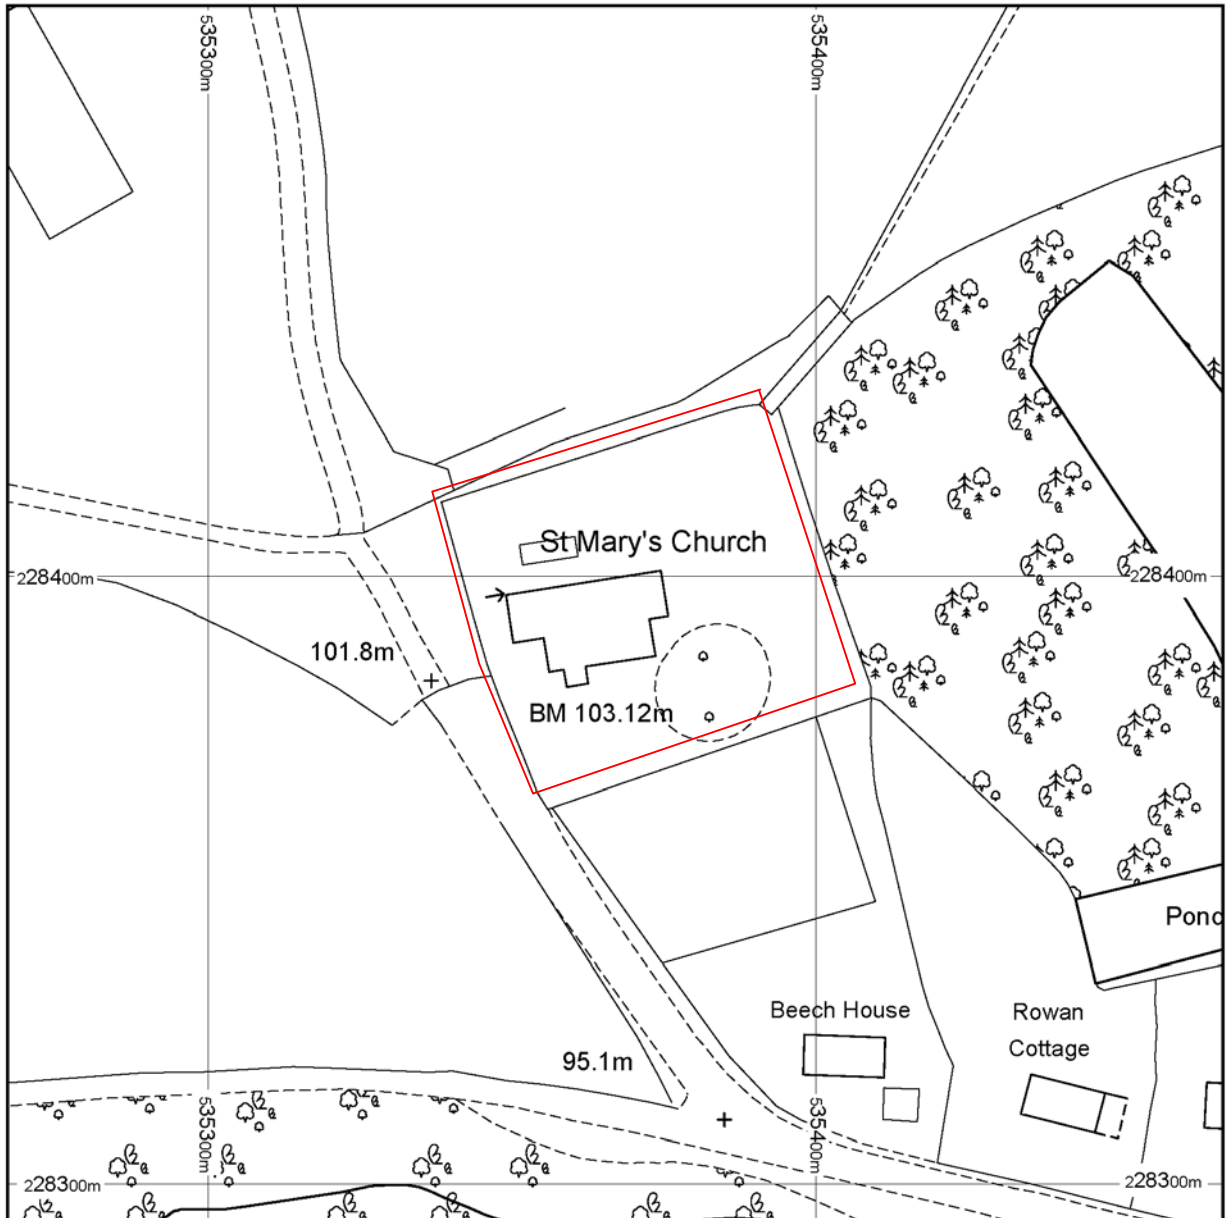 535300m
535400m
St Mary's Church
228400m
228400m
101.8m
BM 103.12m
Pond
Beech House
Rowan
Cottage
95.1m
535300m
535400m
228300m
228300m